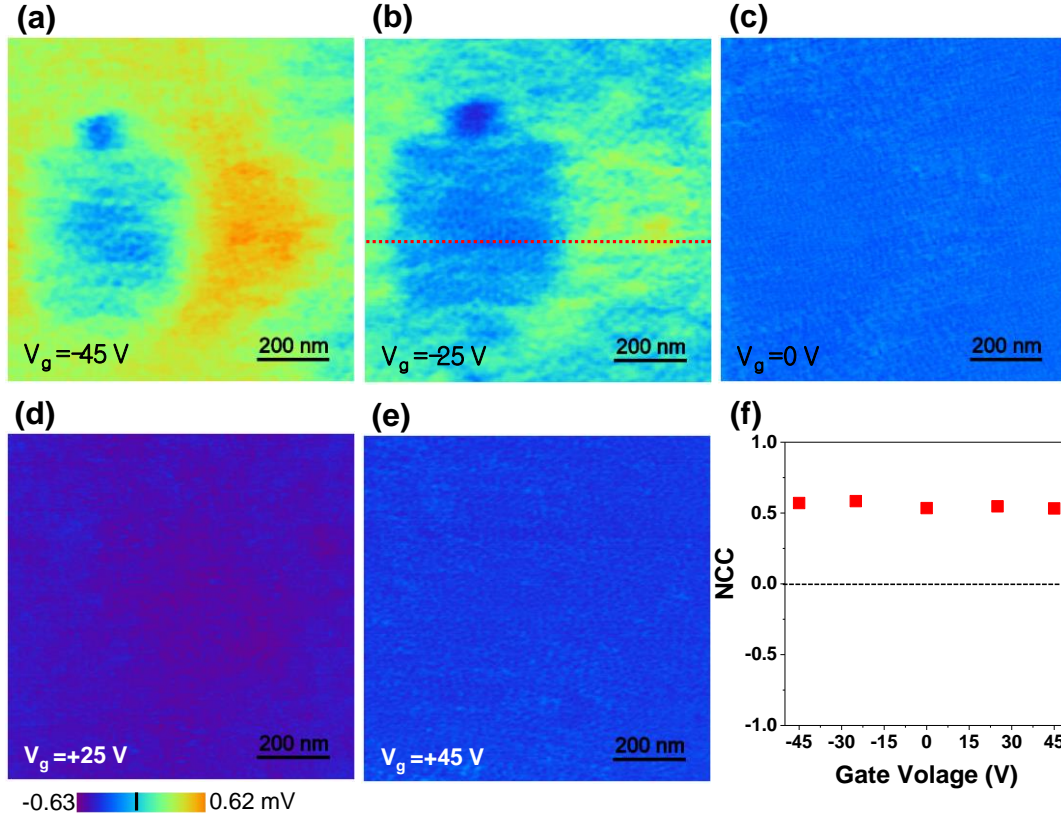 (a)
(b)
(c)
V_g=-45 V
200 nm
V_g=-25 V
200 nm
V_g=0 V
200 nm
(d)
(e)
(f)
V_g=+25 V
200 nm
V_g=+45 V
200 nm
-0.63
0.62 mV
1.0
0.5
0.0
-0.5
-1.0
NCC
-45 -30 -15 0 15 30 45
Gate Volage (V)